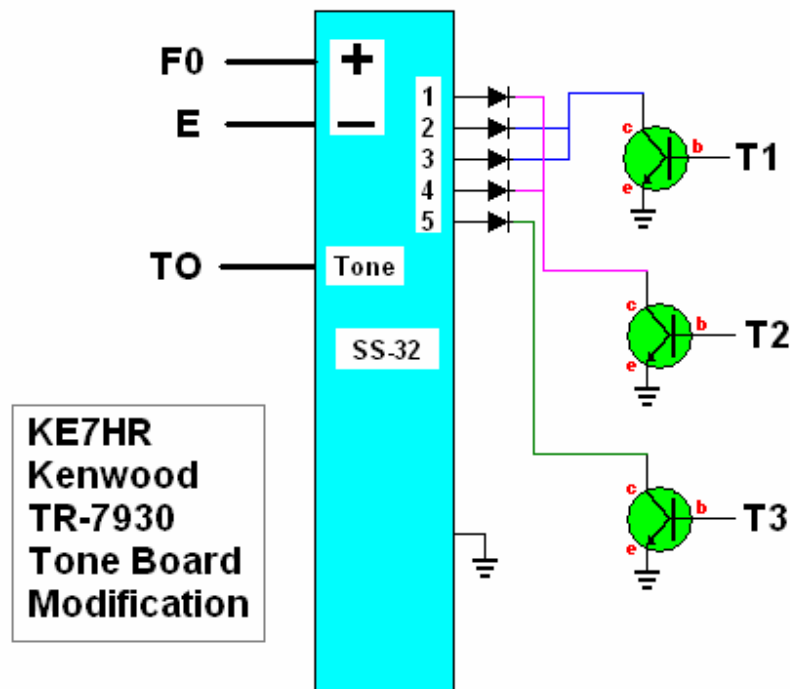 F0
+
E
−
1
2
3
4
5
TO
Tone
SS-32
c
b
e
T1
c
b
e
T2
c
b
e
T3
KE7HR
Kenwood
TR-7930
Tone Board
Modification